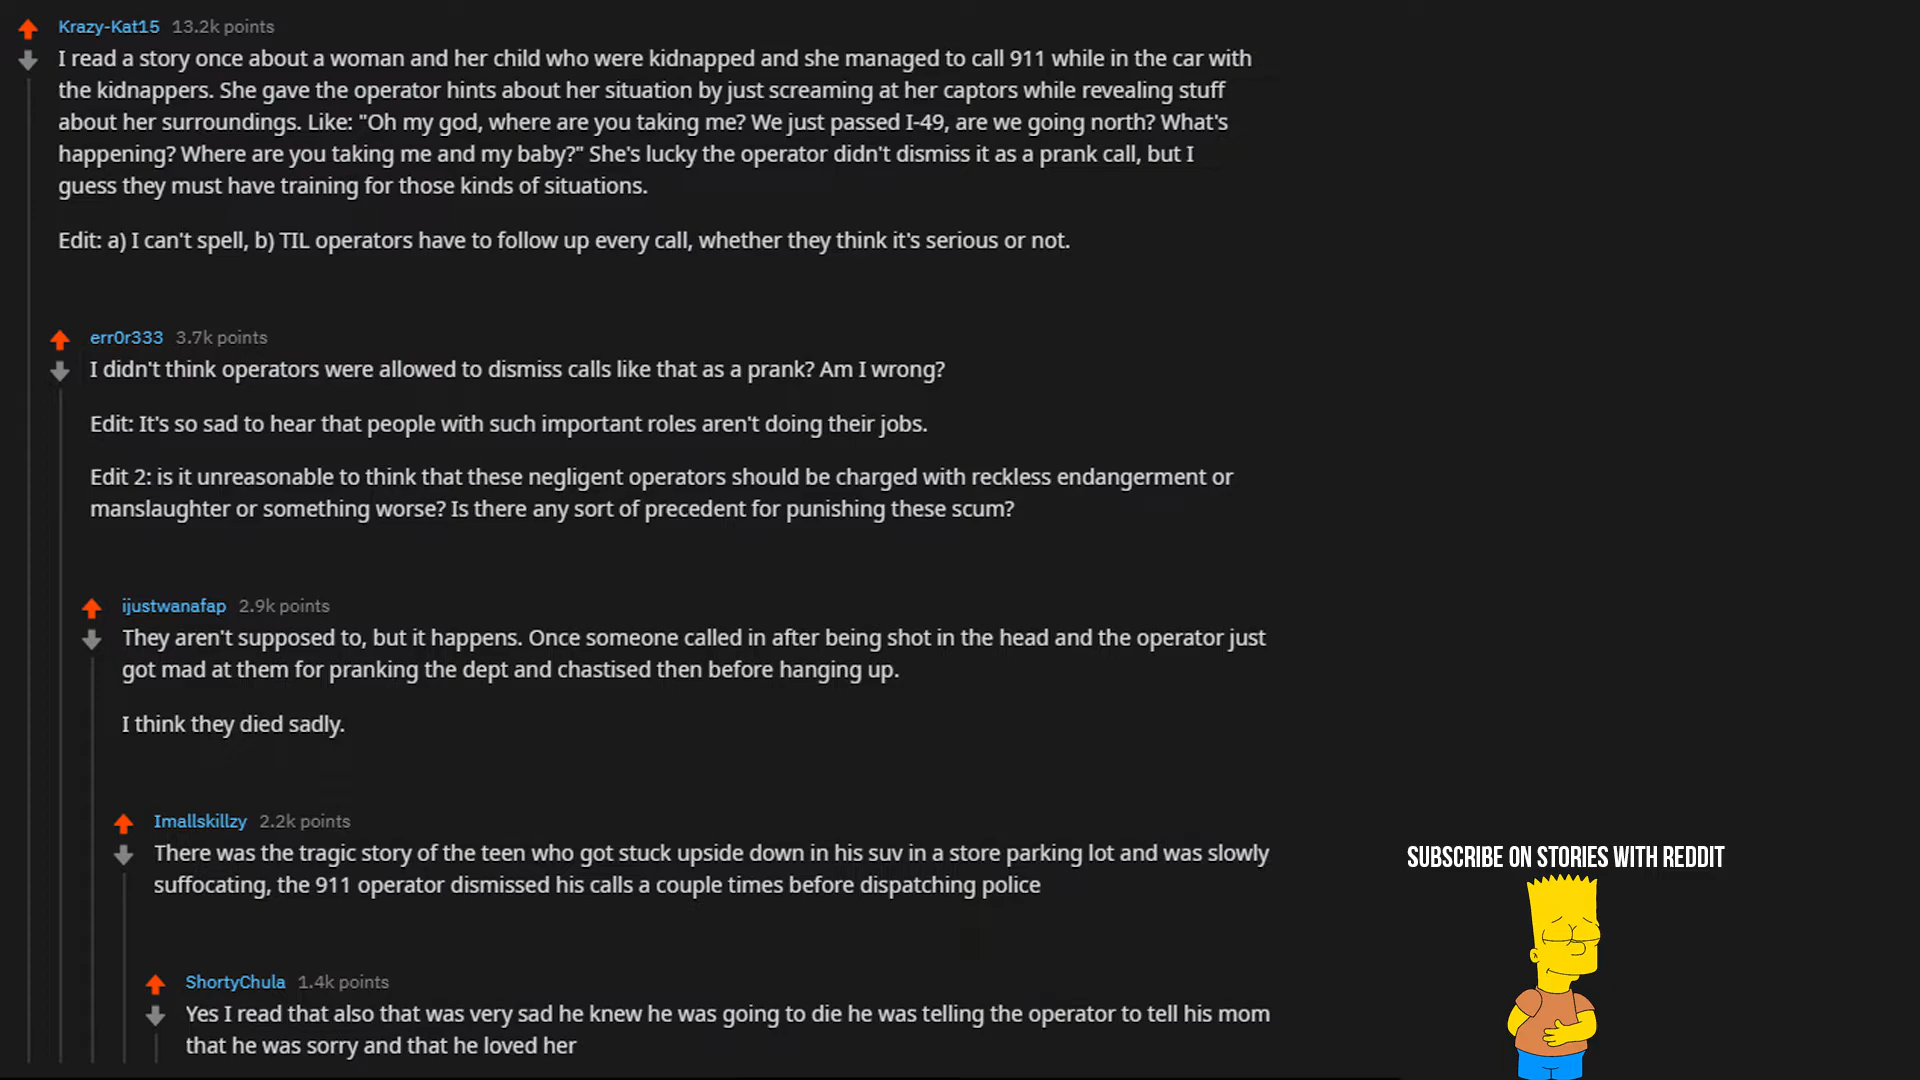 Krazy-Kat15 13.2k points
I read a story once about a woman and her child who were kidnapped and she managed to call 911 while in the car with
the kidnappers. She gave the operator hints about her situation by just screaming at her captors while revealing stuff
about her surroundings. Like: "Oh my god, where are you taking me? We just passed I-49, are we going north? What's
happening? Where are you taking me and my baby?" She's lucky the operator didn't dismiss it as a prank call, but I
guess they must have training for those kinds of situations.
Edit: a) I can't spell, b) TIL operators have to follow up every call, whether they think it's serious or not.
err0r333 3.7k points
I didn't think operators were allowed to dismiss calls like that as a prank? Am I wrong?
Edit: It's so sad to hear that people with such important roles aren't doing their jobs.
Edit 2: is it unreasonable to think that these negligent operators should be charged with reckless endangerment or
manslaughter or something worse? Is there any sort of precedent for punishing these scum?
ijustwanafap 2.9k points
They aren't supposed to, but it happens. Once someone called in after being shot in the head and the operator just
got mad at them for pranking the dept and chastised then before hanging up.
I think they died sadly.
Imallskillzy 2.2k points
There was the tragic story of the teen who got stuck upside down in his suv in a store parking lot and was slowly
suffocating, the 911 operator dismissed his calls a couple times before dispatching police
SUBSCRIBE ON STORIES WITH REDDIT
ShortyChula 1.4k points
Yes I read that also that was very sad he knew he was going to die he was telling the operator to tell his mom
that he was sorry and that he loved her